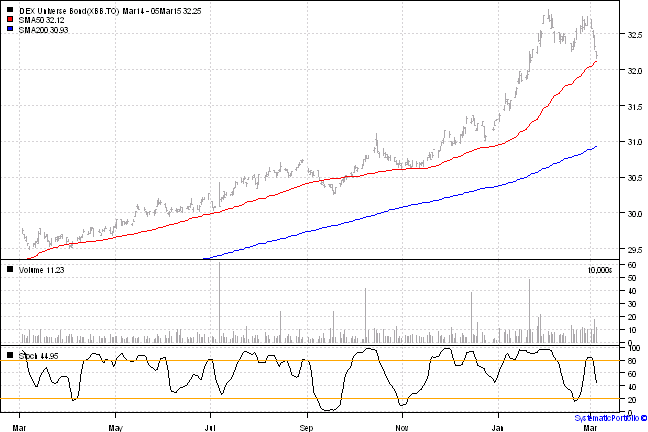 DEX Universe Bond(XBB.TO) Mar14 - 05Mar15 32.25
SMA50 32.12
SMA200 30.93
32.5
32.0
31.5
31.0
30.5
30.0
29.5
Volume 11.23
10,000s
60
50
40
30
20
10
0
Stoch 44.95
100
80
60
40
20
0
Mar May Jul Sep Nov Jan Mar
SystematicPortfolio ©